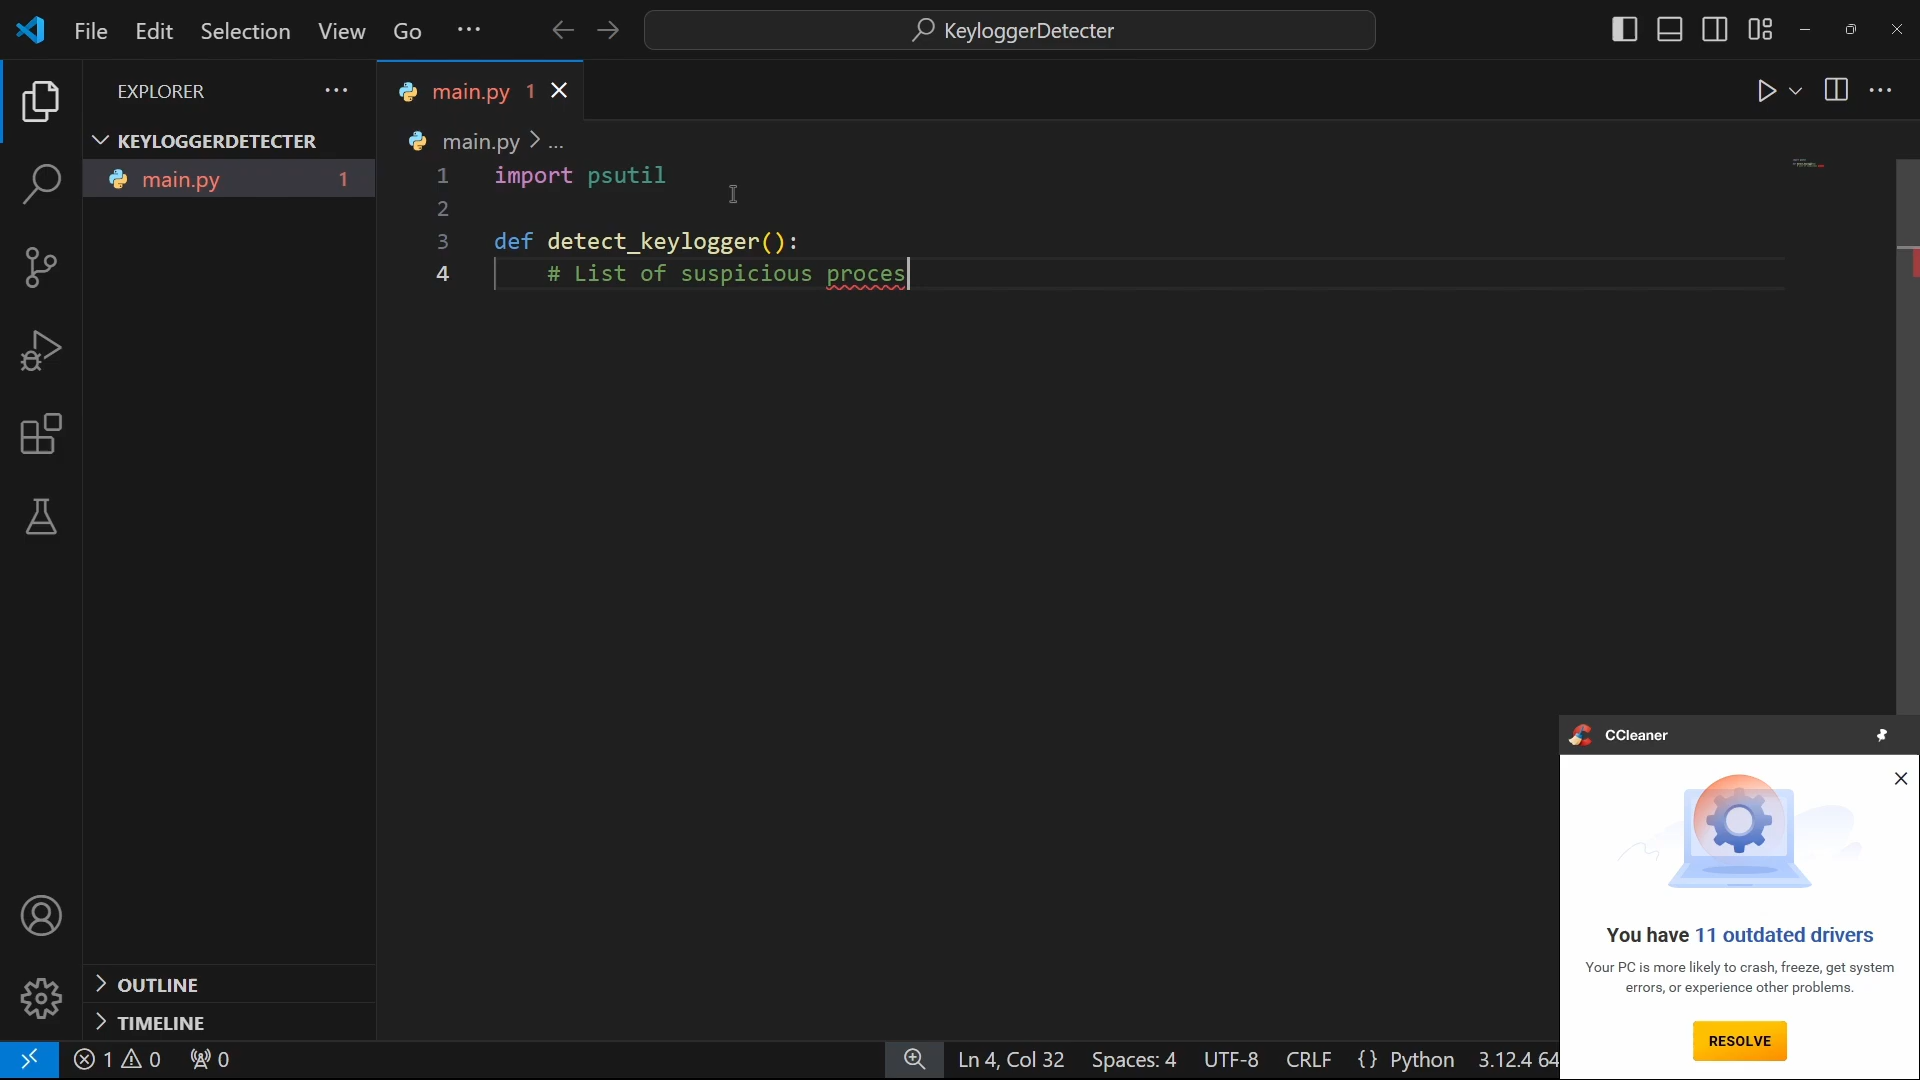 File Edit Selection View Go ··· KeyloggerDetecter
EXPLORER ···
KEYLOGGERDETECTER
main.py 1
main.py 1
main.py > ...
1 import psutil
2
3 def detect_keylogger():
4 # List of suspicious proces
OUTLINE
TIMELINE
1 0 0
Ln 4, Col 32 Spaces: 4 UTF-8 CRLF {} Python 3.12.4 64
CCleaner
You have 11 outdated drivers
Your PC is more likely to crash, freeze, get system
errors, or experience other problems.
RESOLVE